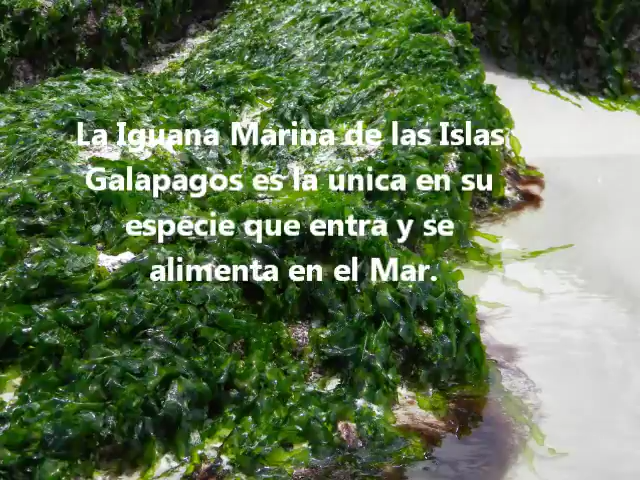 La Iguana Marina de las Islas
Galapagos es la unica en su
especie que entra y se
alimenta en el Mar.